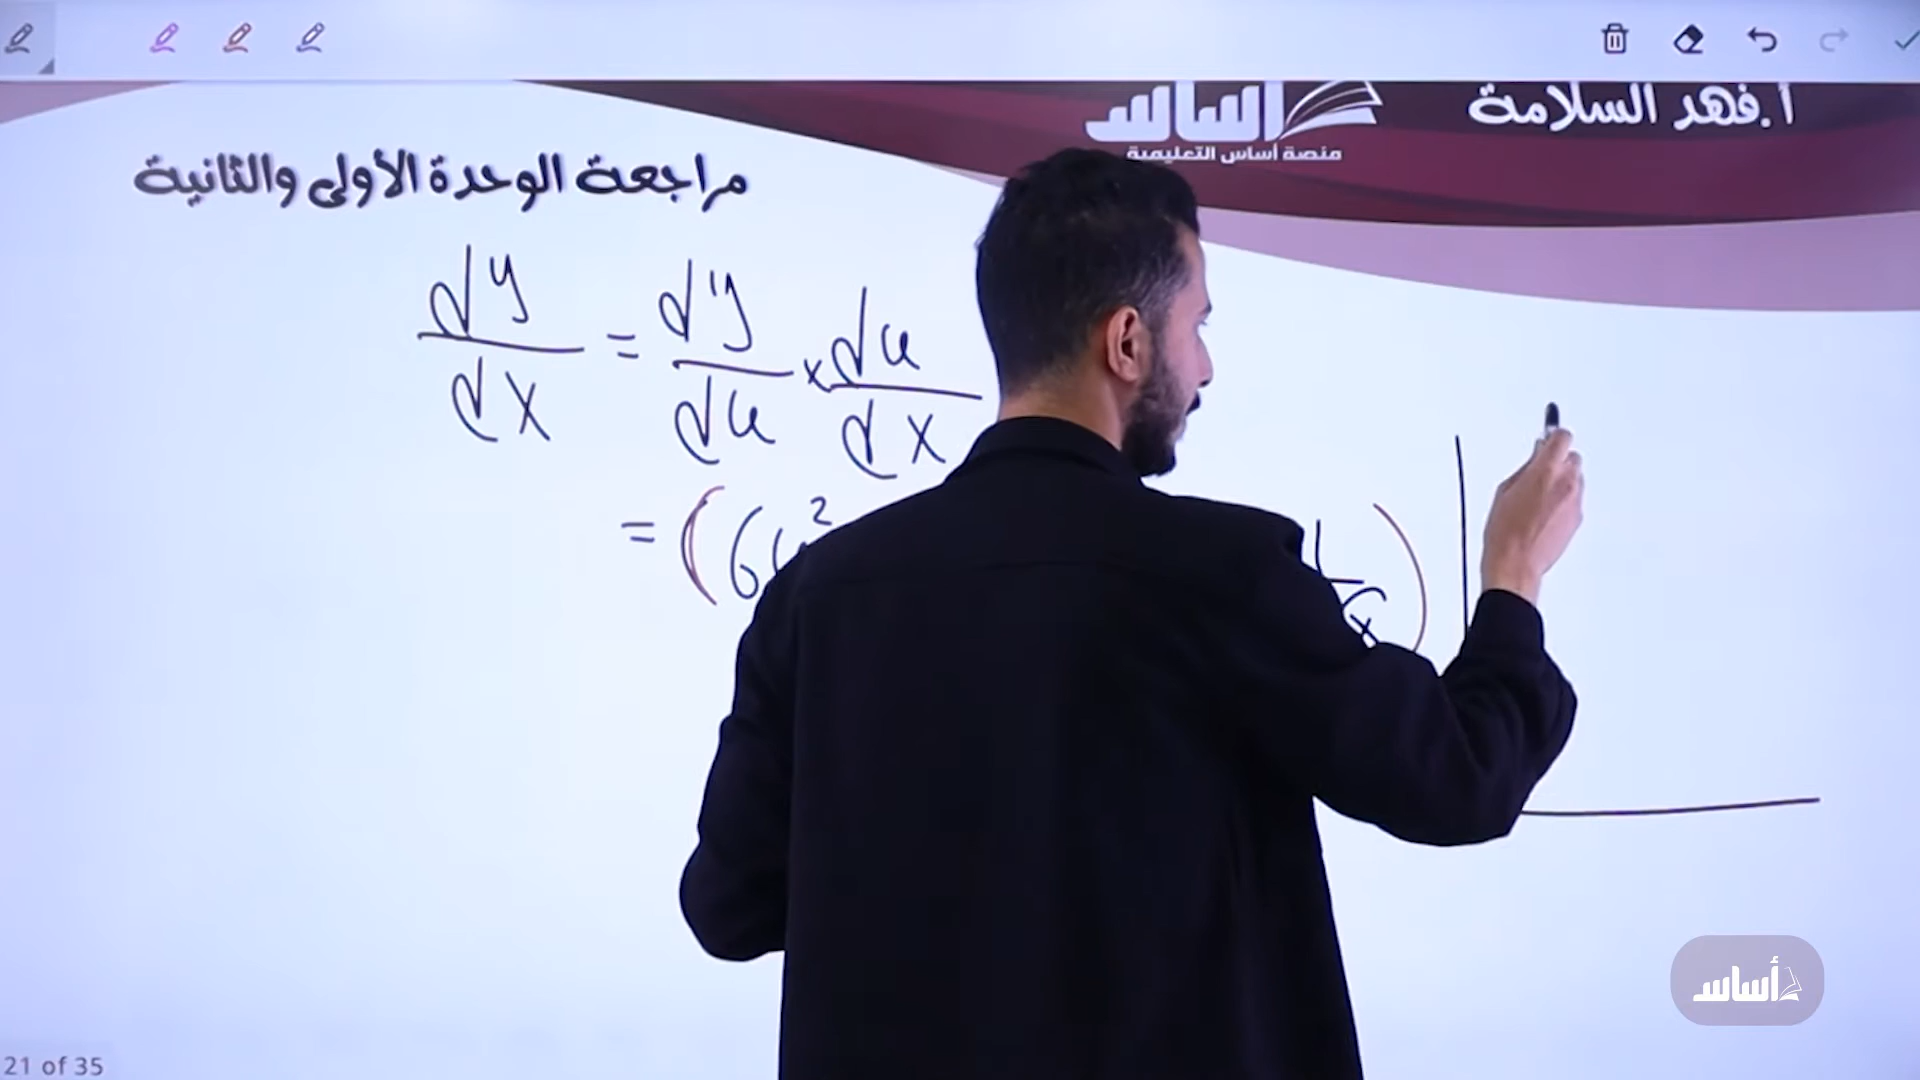 أ.فهد السلامة
أساس
منصة أساس التعليمية
مراجعة الوحدة الأولى والثانية
dy/dx = dy/du × du/dx
= (6u²
)
أساس
21 of 35